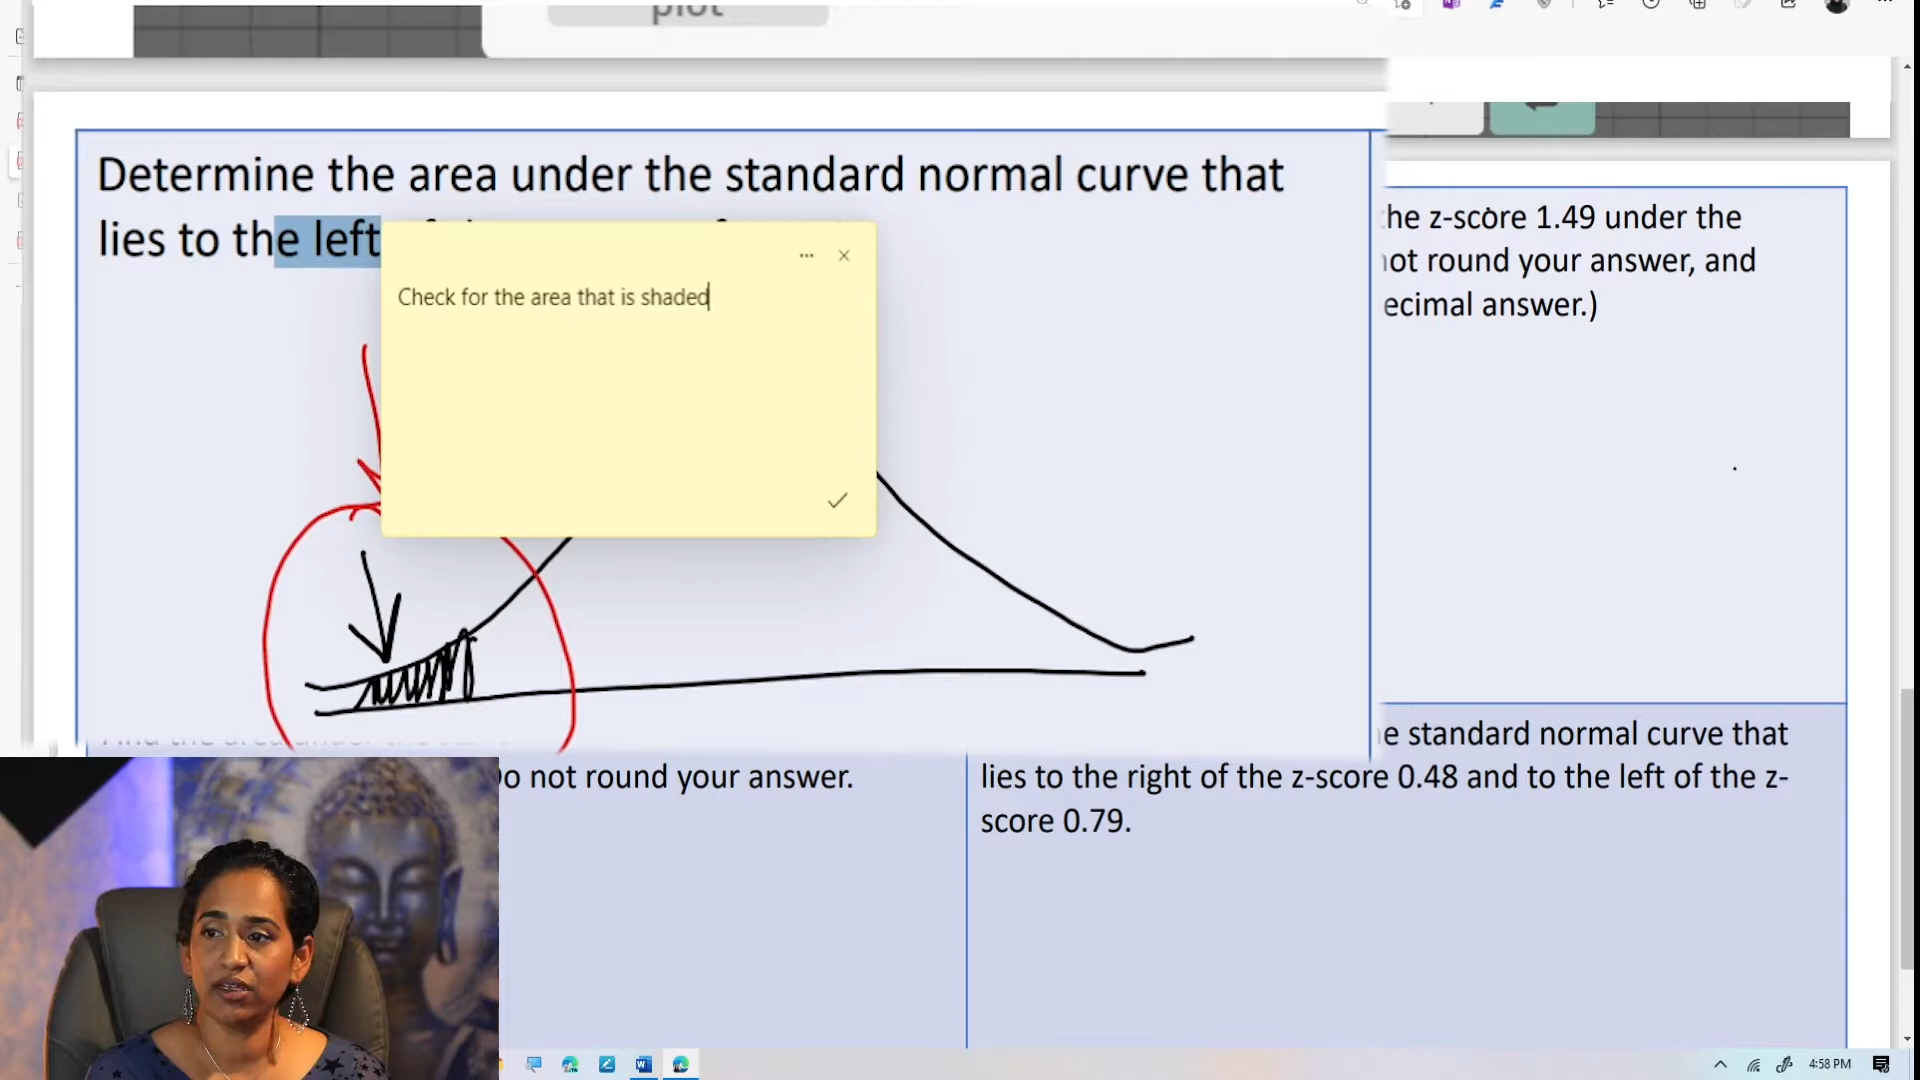 plot
Determine the area under the standard normal curve that
lies to the left
Check for the area that is shaded
the z-score 1.49 under the
not round your answer, and
ecimal answer.)
Do not round your answer.
e standard normal curve that
lies to the right of the z-score 0.48 and to the left of the z-
score 0.79.
4:58 PM